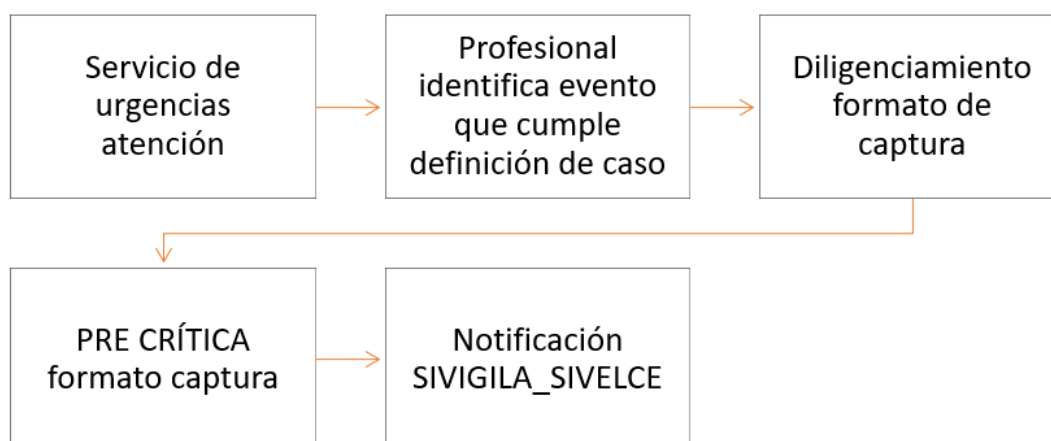 Servicio de
urgencias
atención
Profesional
identifica evento
que cumple
definición de caso
Diligenciamiento
formato de
captura
PRE CRÍTICA
formato captura
Notificación
SIVIGILA_SIVELCE